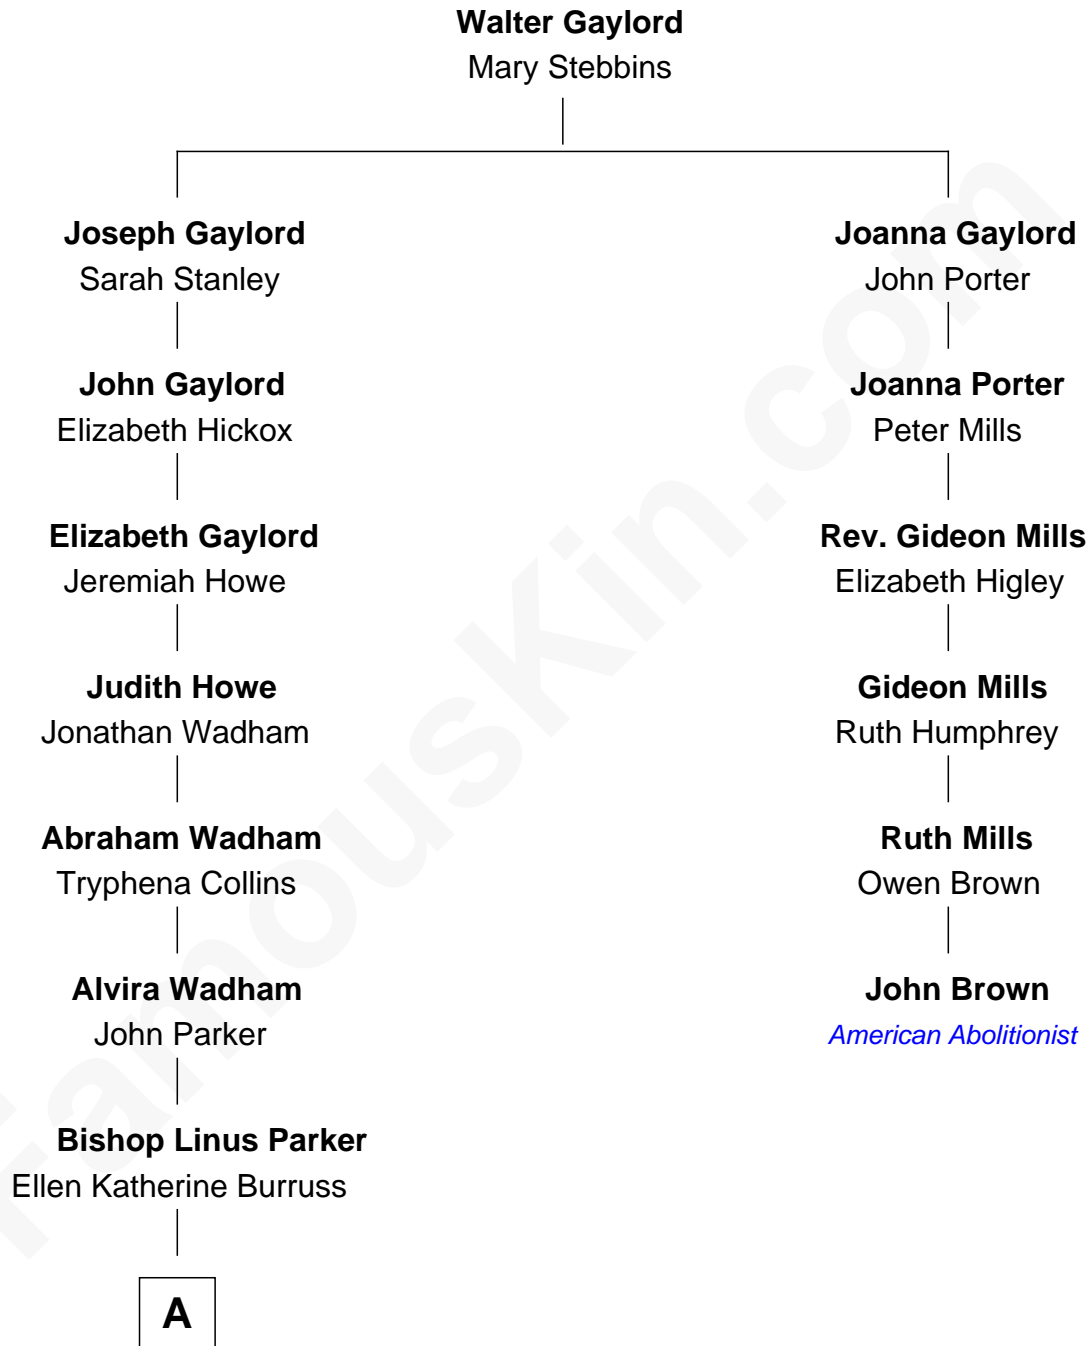 Walter Gaylord
Mary Stebbins
Joseph Gaylord
Sarah Stanley
John Gaylord
Elizabeth Hickox
Elizabeth Gaylord
Jeremiah Howe
Judith Howe
Jonathan Wadham
Abraham Wadham
Tryphena Collins
Alvira Wadham
John Parker
Bishop Linus Parker
Ellen Katherine Burruss
A
Joanna Gaylord
John Porter
Joanna Porter
Peter Mills
Rev. Gideon Mills
Elizabeth Higley
Gideon Mills
Ruth Humphrey
Ruth Mills
Owen Brown
John Brown
American Abolitionist
FamousKin.com